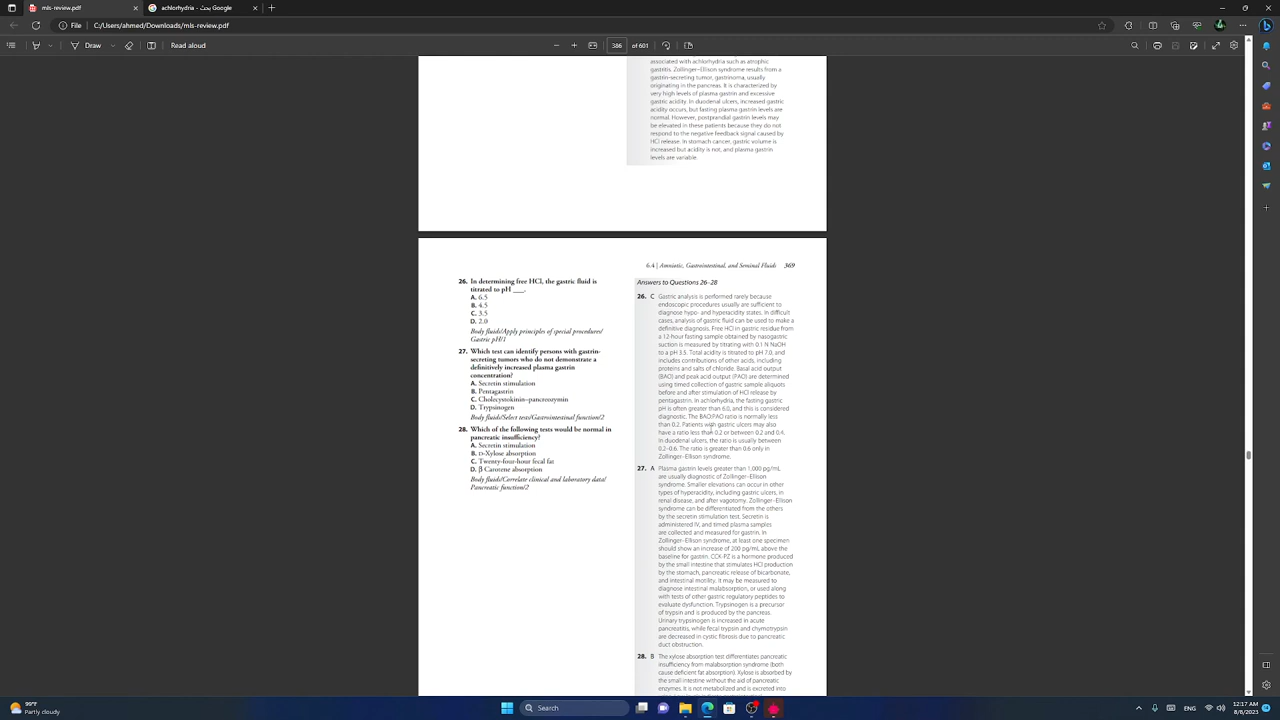 achlorhydria - Google Search
File | C:/Users/Files/Downloads/mls-review.pdf
Draw
Read aloud
386
of 601
associated with achlorhydria such as atrophic
gastritis. Zollinger–Ellison syndrome results from a
gastrin-secreting tumor, gastrinoma, usually
originating in the pancreas. It is characterized by
very high levels of plasma gastrin and excessive
gastric acidity. In duodenal ulcers, increased gastric
acidity occurs, but fasting plasma gastrin levels are
normal. However, postprandial gastrin levels may
be elevated in these patients because they do not
respond to the negative feedback signal caused by
HCl release. In stomach cancer, gastric volume is
increased but acidity is not, and plasma gastrin
levels are variable.
6.4 | Amniotic, Gastrointestinal, and Seminal Fluids 369
26. In determining free HCl, the gastric fluid is
titrated to pH ___.
A. 6.5
B. 4.5
C. 3.5
D. 2.0
Body fluids/Apply principles of special procedures/
Gastric pH/1
27. Which test can identify persons with gastrin-
secreting tumors who do not demonstrate a
definitively increased plasma gastrin
concentration?
A. Secretin stimulation
B. Pentagastrin
C. Cholecystokinin–pancreozymin
D. Trypsinogen
Body fluids/Select tests/Gastrointestinal function/2
28. Which of the following tests would be normal in
pancreatic insufficiency?
A. Secretin stimulation
B. D-Xylose absorption
C. Twenty-four-hour fecal fat
D. β Carotene absorption
Body fluids/Correlate clinical and laboratory data/
Pancreatic function/2
Answers to Questions 26–28
26. C Gastric analysis is performed rarely because
endoscopic procedures usually are sufficient to
diagnose hypo- and hyperacidity states. In difficult
cases, analysis of gastric fluid can be used to make a
definitive diagnosis. Free HCl in gastric residue from
a 12-hour fasting sample obtained by nasogastric
suction is measured by titrating with 0.1 N NaOH
to a pH 3.5. Total acidity is titrated to pH 7.0, and
includes contributions of other acids, including
proteins and salts of chloride. Basal acid output
(BAO) and peak acid output (PAO) are determined
using timed collection of gastric sample aliquots
before and after stimulation of HCl release by
pentagastrin. In achlorhydria, the fasting gastric
pH is often greater than 6.0, and this is considered
diagnostic. The BAO:PAO ratio is normally less
than 0.2. Patients with gastric ulcers may also
have a ratio less than 0.2 or between 0.2 and 0.4.
In duodenal ulcers, the ratio is usually between
0.2–0.6. The ratio is greater than 0.6 only in
Zollinger–Ellison syndrome.
27. A Plasma gastrin levels greater than 1,000 pg/mL
are usually diagnostic of Zollinger–Ellison
syndrome. Smaller elevations can occur in other
types of hyperacidity, including gastric ulcers, in
renal disease, and after vagotomy. Zollinger–Ellison
syndrome can be differentiated from the others
by the secretin stimulation test. Secretin is
administered IV, and timed plasma samples
are collected and measured for gastrin. In
Zollinger–Ellison syndrome, at least one specimen
should show an increase of 200 pg/mL above the
baseline for gastrin. CCK-PZ is a hormone produced
by the small intestine that stimulates HCl production
by the stomach, pancreatic release of bicarbonate,
and intestinal motility. It may be measured to
diagnose intestinal malabsorption, or used along
with tests of other gastric regulatory peptides to
evaluate dysfunction. Trypsinogen is a precursor
of trypsin and is produced by the pancreas.
Urinary trypsinogen is increased in acute
pancreatitis, while fecal trypsin and chymotrypsin
are decreased in cystic fibrosis due to pancreatic
duct obstruction.
28. B The xylose absorption test differentiates pancreatic
insufficiency from malabsorption syndrome (both
cause deficient fat absorption). Xylose is absorbed by
the small intestine without the aid of pancreatic
enzymes. It is not metabolized and is excreted into
Mostly cloudy
Search
12:17 AM